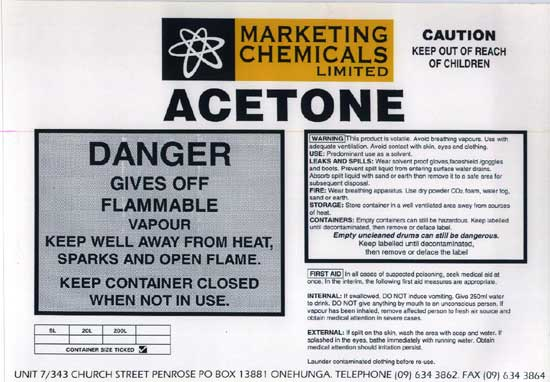 MARKETING
CHEMICALS
LIMITED
CAUTION
KEEP OUT OF REACH
OF CHILDREN
ACETONE
DANGER
GIVES OFF
FLAMMABLE
VAPOUR
KEEP WELL AWAY FROM HEAT,
SPARKS AND OPEN FLAME.
KEEP CONTAINER CLOSED
WHEN NOT IN USE.
5L 20L 200L
CONTAINER SIZE TICKED
WARNING This product is volatile. Avoid breathing vapours. Use with
adequate ventilation. Avoid contact with skin, eyes and clothing.
USE: Predominant use as a solvent.
LEAKS AND SPILLS: Wear solvent proof gloves, faceshield /goggles
and boots. Prevent spilt liquid from entering surface water drains.
Absorb spilt liquid with sand or earth then remove it to a safe area for
subsequent disposal.
FIRE: Wear breathing apparatus. Use dry powder CO2, foam, water fog,
sand or earth.
STORAGE: Store container in a well ventilated area away from sources
of heat.
CONTAINERS: Empty containers can still be hazardous. Keep labelled
until decontaminated, then remove or deface label.
Empty uncleaned drums can still be dangerous.
Keep labelled until decontaminated,
then remove or deface the label
FIRST AID In all cases of supected poisoning, seek medical aid at
once. In the interim, the following first aid measures are appropriate.
INTERNAL: If swallowed, DO NOT induce vomiting. Give 250ml water
to drink. DO NOT give anything by mouth to an unconscious person. If
vapour has been inhaled, remove affected person to fresh air source and
obtain medical attention in severe cases.
EXTERNAL: If spilt on the skin, wash the area with soap and water. If
splashed in the eyes, bathe immediately with running water. Obtain
medical attention should irritation persist.
Launder contaminated clothing before re-use.
UNIT 7/343 CHURCH STREET PENROSE PO BOX 13881 ONEHUNGA. TELEPHONE (09) 634 3862. FAX (09) 634 3864